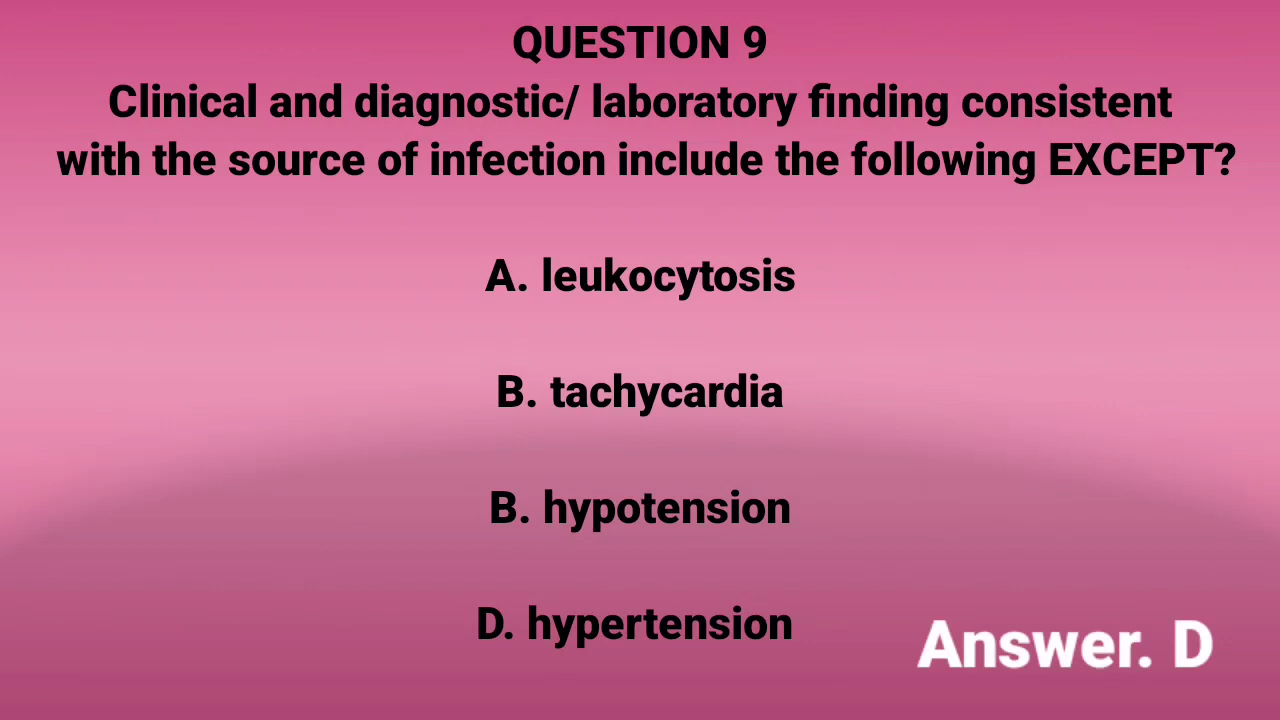 QUESTION 9
Clinical and diagnostic/ laboratory finding consistent
with the source of infection include the following EXCEPT?
A. leukocytosis
B. tachycardia
B. hypotension
D. hypertension
Answer. D